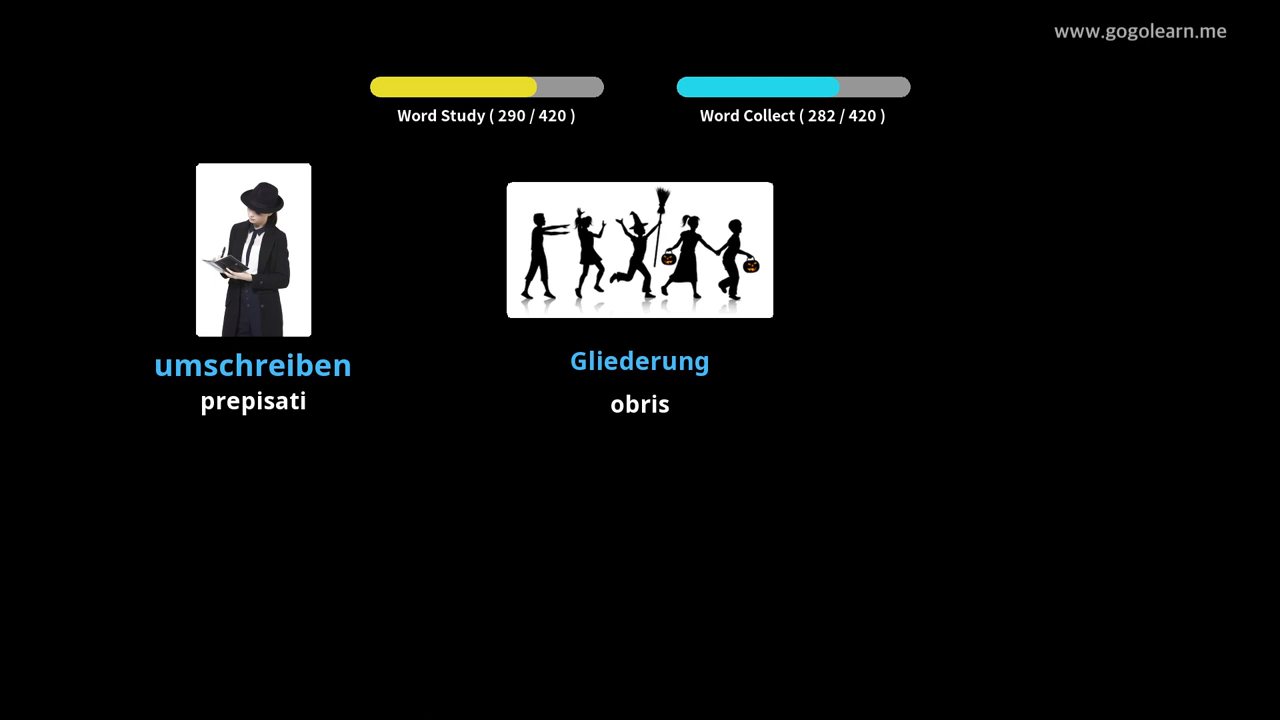 www.gogolearn.me
Word Study ( 290 / 420 )
Word Collect ( 282 / 420 )
umschreiben
prepisati
Gliederung
obris